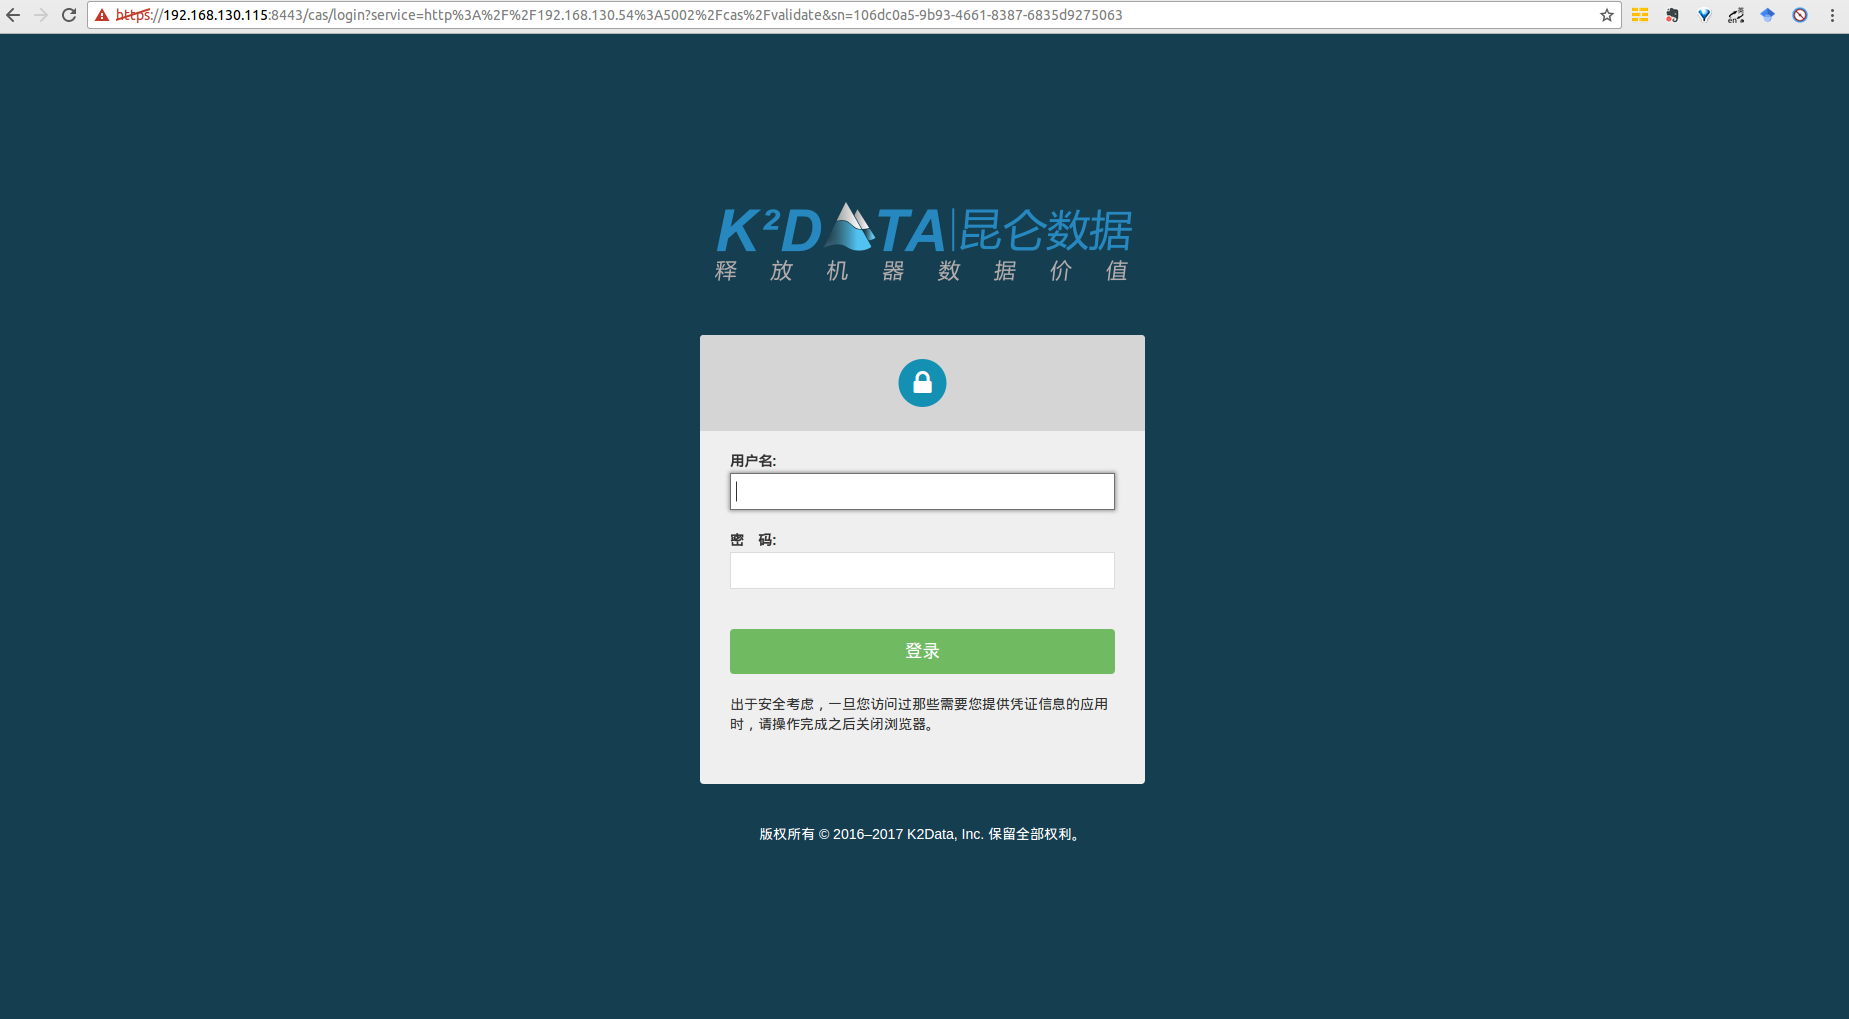 https://192.168.130.115:8443/cas/login?service=http%3A%2F%2F192.168.130.54%3A5002%2Fcas%2Fvalidate&sn=106dc0a5-9b93-4661-8387-6835d9275063
英
en
K²DATA|昆仑数据
释放机器数据价值
用户名:
密 码:
登录
出于安全考虑，一旦您访问过那些需要您提供凭证信息的应用
时，请操作完成之后关闭浏览器。
版权所有 © 2016–2017 K2Data, Inc. 保留全部权利。